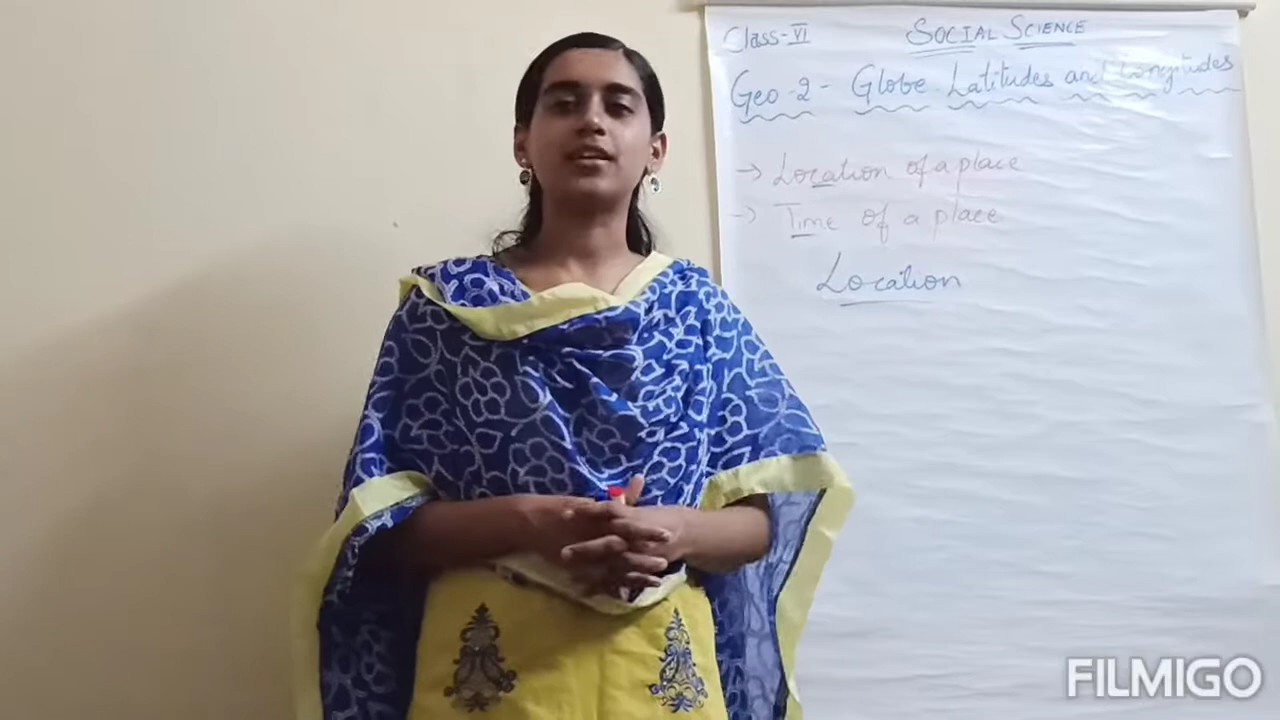 Class-VI
SOCIAL SCIENCE
Geo-2 - Globe Latitudes and Longitudes
→ Location of a place
→ Time of a place
Location
FILMIGO